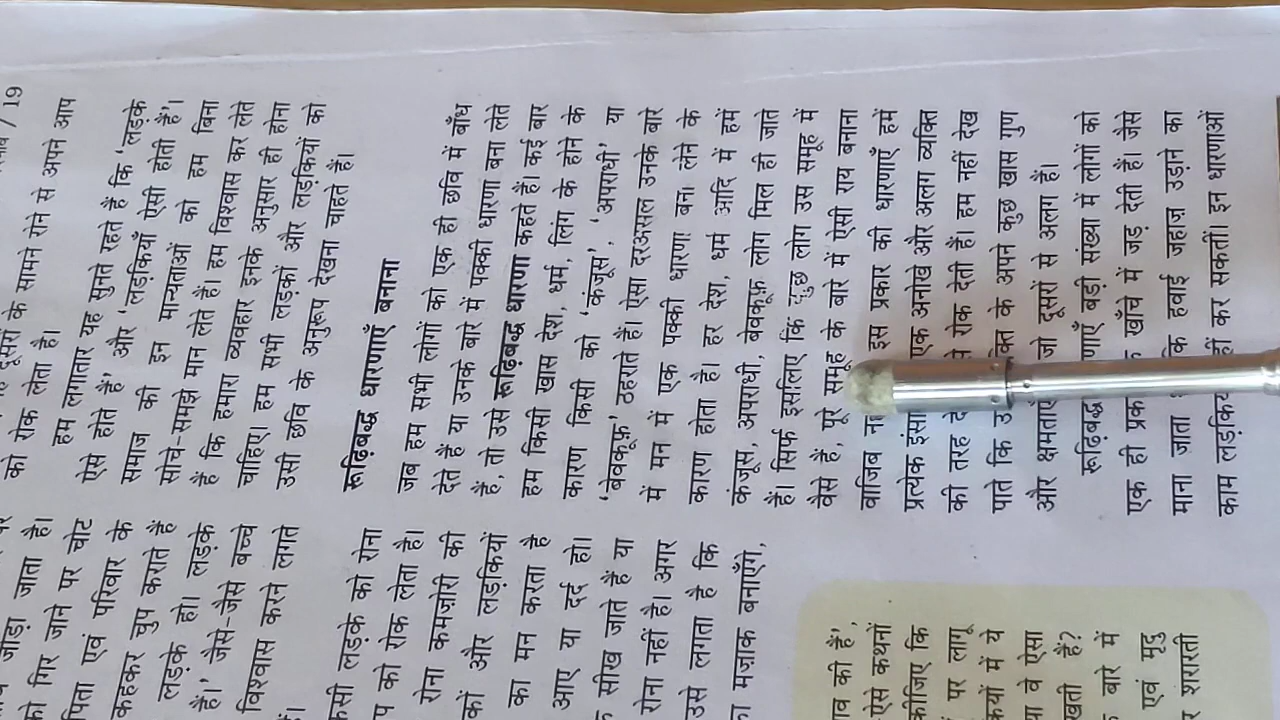 जोड़ा जाता है।
गिर जाने पर चोट
पिता एवं परिवार के
कहकर चुप कराते हैं
लड़के हो। लड़के
हैं।' जैसे-जैसे बच्चे
विश्वास करने लगते
लड़के को रोना
को रोक लेता है।
रोना कमज़ोरी की
और लड़कियों
का मन करता है
आए या दर्द हो।
सीख जाते हैं या
रोना नहीं है। अगर
उसे लगता है कि
मज़ाक बनाएँगे,
की हैं',
ऐसे कथनों
कीजिए कि
पर लागू
में ये
वे ऐसा
हैं?
बारे में
एवं मृदु
शरारती
/ 19
दूसरों के सामने रोने से अपने आप
को रोक लेता है।
हम लगातार यह सुनते रहते हैं कि 'लड़के
ऐसे होते हैं' और 'लड़कियाँ ऐसी होती हैं'।
समाज की इन मान्यताओं को हम बिना
सोचे-समझे मान लेते हैं। हम विश्वास कर लेते
हैं कि हमारा व्यवहार इनके अनुसार ही होना
चाहिए। हम सभी लड़कों और लड़कियों को
उसी छवि के अनुरूप देखना चाहते हैं।
रूढ़िबद्ध धारणाएँ बनाना
जब हम सभी लोगों को एक ही छवि में बाँध
देते हैं या उनके बारे में पक्की धारणा बना लेते
हैं, तो उसे रूढ़िबद्ध धारणा कहते हैं। कई बार
हम किसी खास देश, धर्म, लिंग के होने के
कारण किसी को 'कंजूस', 'अपराधी' या
'बेवकूफ़' ठहराते हैं। ऐसा दरअसल उनके बारे
में मन में एक पक्की धारणा बना लेने के
कारण होता है। हर देश, धर्म आदि में हमें
कंजूस, अपराधी, बेवकूफ़ लोग मिल ही जाते
हैं। सिर्फ इसलिए कि कुछ लोग उस समूह में
वैसे हैं, पूरे समूह के बारे में ऐसी राय बनाना
वाजिब इस प्रकार की धारणाएँ हमें
प्रत्येक एक अनोखे और अलग व्यक्ति
की तरह रोक देती हैं। हम नहीं देख
पाते कि के अपने कुछ खास गुण
और जो दूसरों से अलग हैं।
रूढ़िबद्ध बड़ी संख्या में लोगों को
एक ही खाँचे में जड़ देती हैं। जैसे
माना जाता कि हवाई जहाज उड़ाने का
काम नहीं कर सकतीं। इन धारणाओं